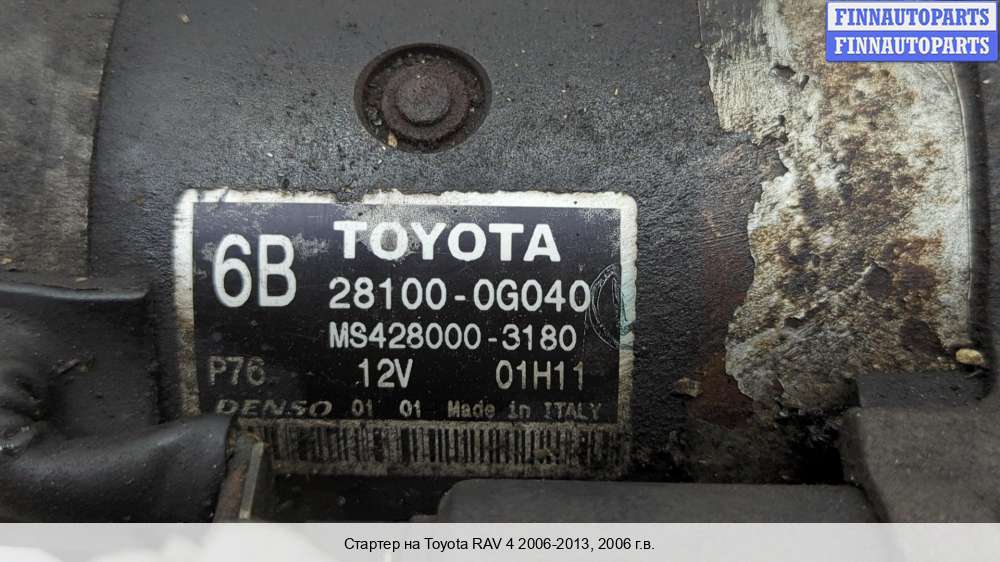 FINNAUTOPARTS
FINNAUTOPARTS
6B
TOYOTA
28100-0G040
MS428000-3180
P76 12V 01H11
DENSO 01 01 Made in ITALY
Стартер на Toyota RAV 4 2006-2013, 2006 г.в.